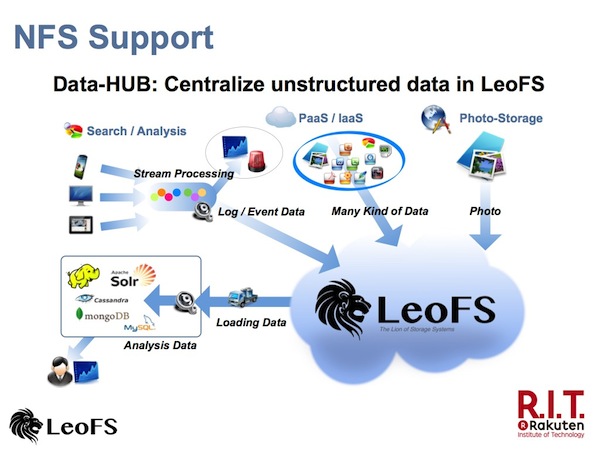 NFS Support
Data-HUB: Centralize unstructured data in LeoFS
Search / Analysis
PaaS / IaaS
Photo-Storage
Stream Processing
Log / Event Data
Many Kind of Data
Photo
Apache
Solr
Cassandra
mongoDB
MySQL
Loading Data
Analysis Data
LeoFS
The Lion of Storage Systems
LeoFS
R.I.T.
R Rakuten
Institute of Technology